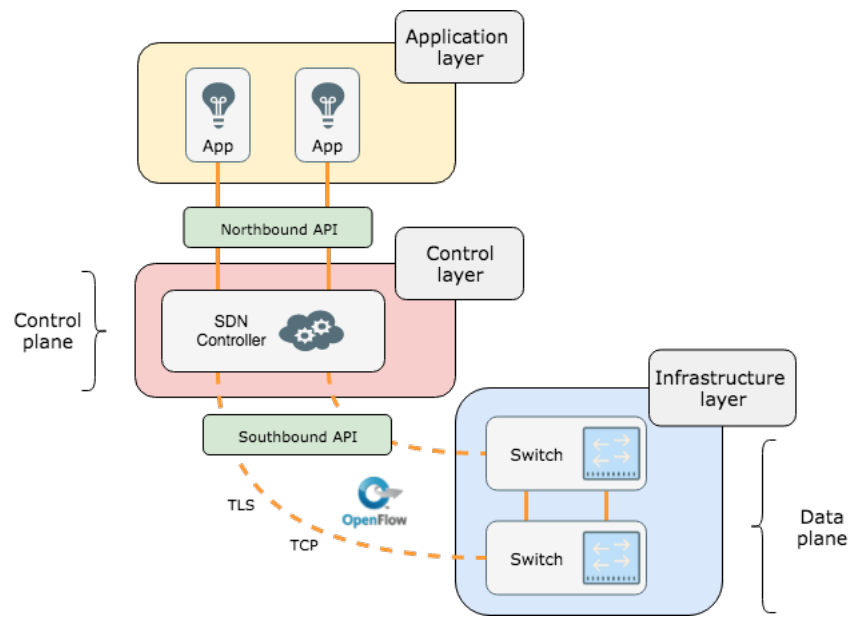 Application
layer
App
App
Northbound API
Control
layer
Control
plane
SDN
Controller
Infrastructure
layer
Southbound API
Switch
TLS
OpenFlow
TCP
Switch
Data
plane